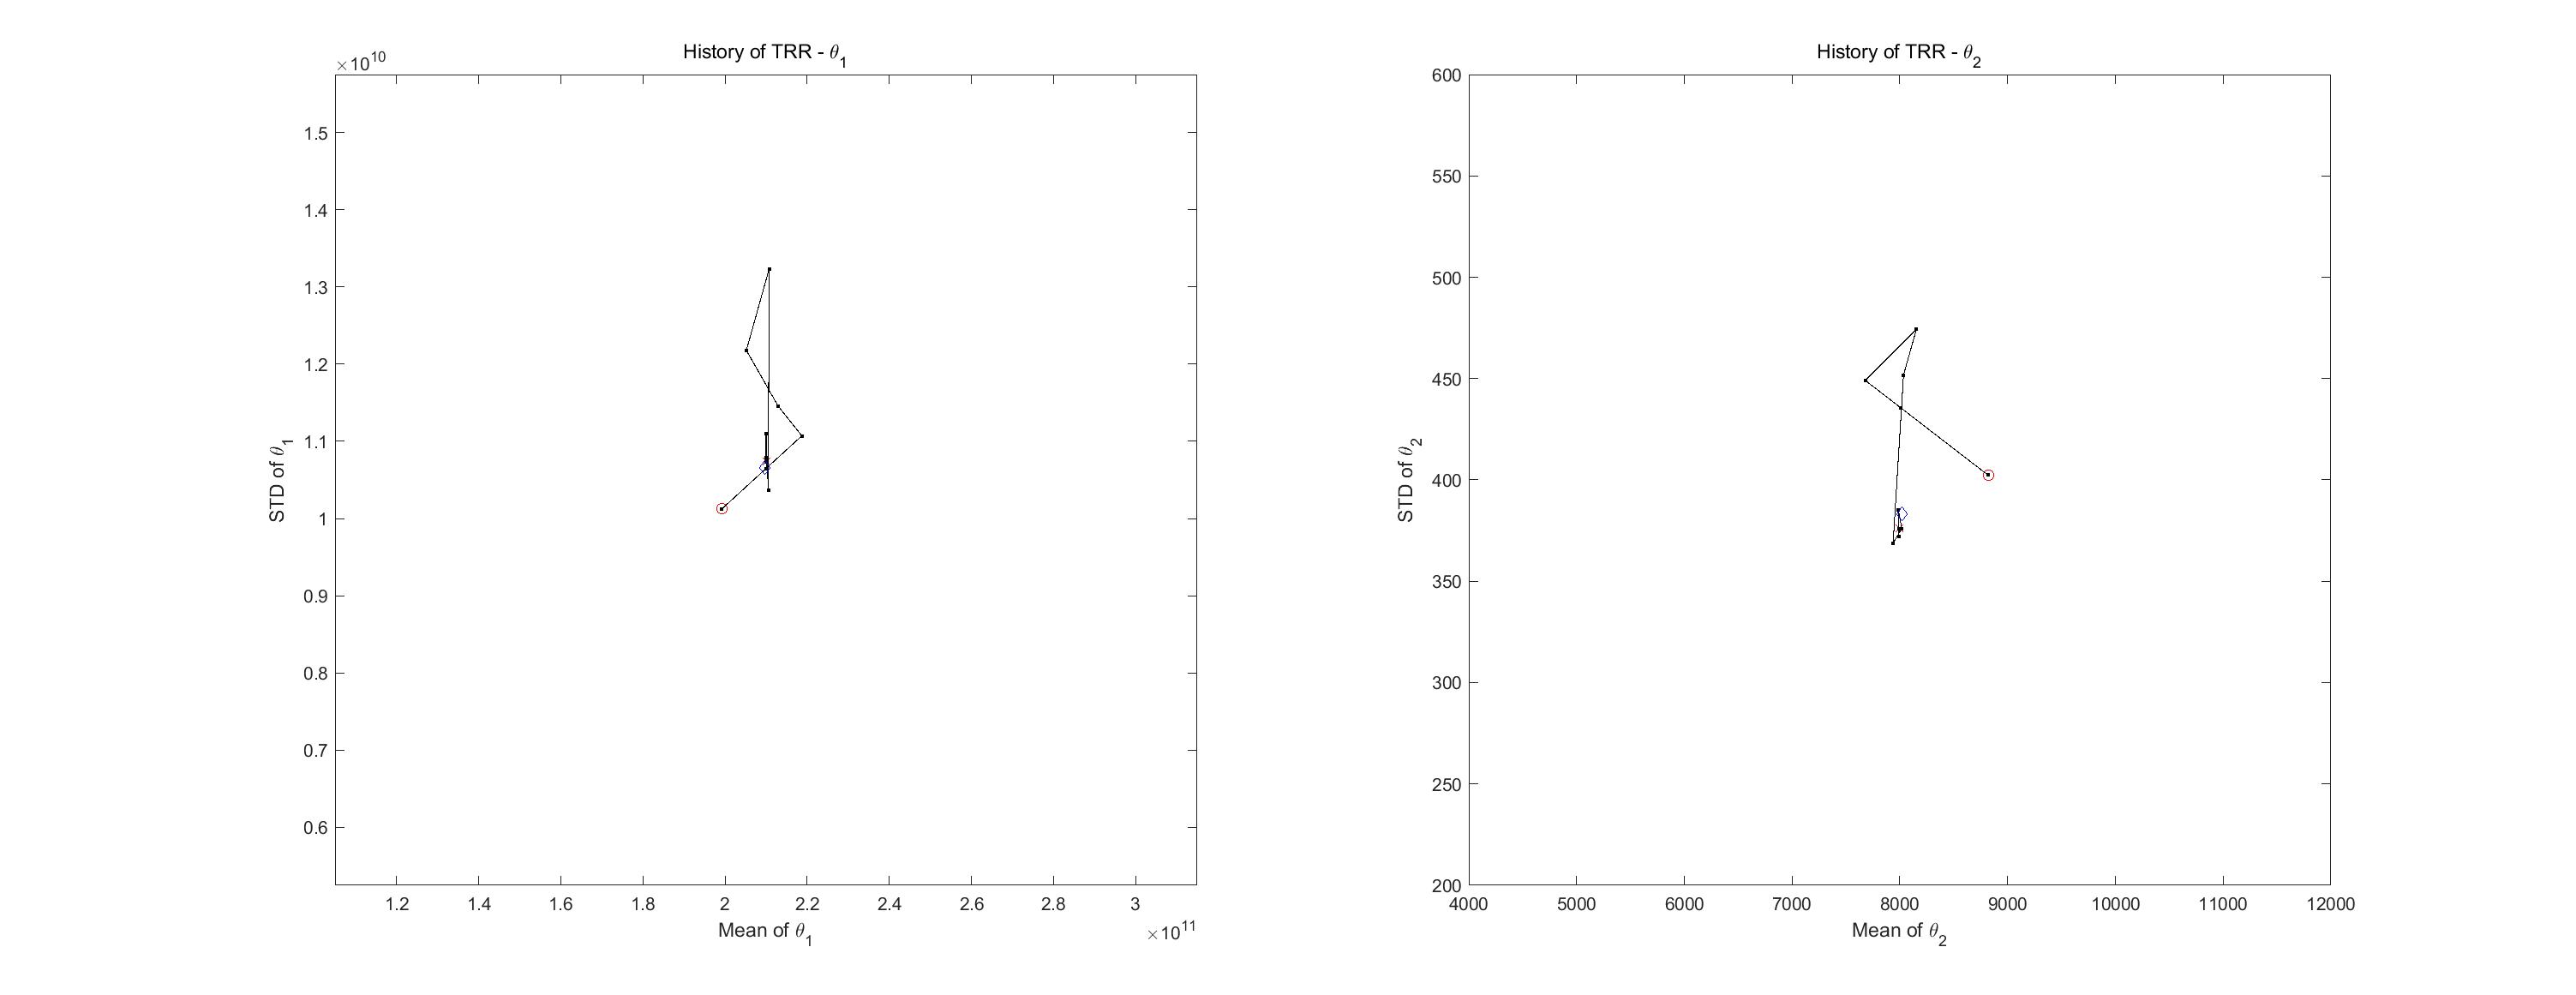 History of TRR - θ1
×10^10
1.5
1.4
1.3
1.2
1.1
1
0.9
0.8
0.7
0.6
STD of θ1
1.2 1.4 1.6 1.8 2 2.2 2.4 2.6 2.8 3
Mean of θ1
×10^11
History of TRR - θ2
600
550
500
450
400
350
300
250
200
STD of θ2
4000 5000 6000 7000 8000 9000 10000 11000 12000
Mean of θ2